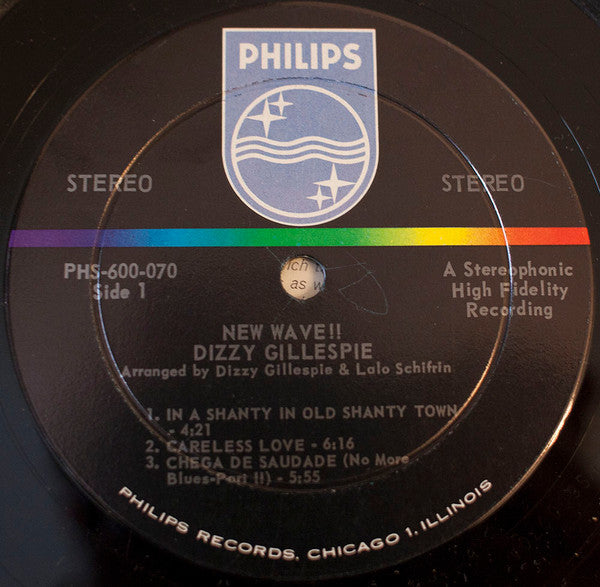 PHILIPS
STEREO
STEREO
PHS-600-070
Side 1
A Stereophonic
High Fidelity
Recording
as w
NEW WAVE!!
DIZZY GILLESPIE
Arranged by Dizzy Gillespie & Lalo Schifrin
1. IN A SHANTY IN OLD SHANTY TOWN
- 4:21
2. CARELESS LOVE - 6:16
3. CHEGA DE SAUDADE (No More
Blues-Part II) - 5:55
PHILIPS RECORDS, CHICAGO 1, ILLINOIS